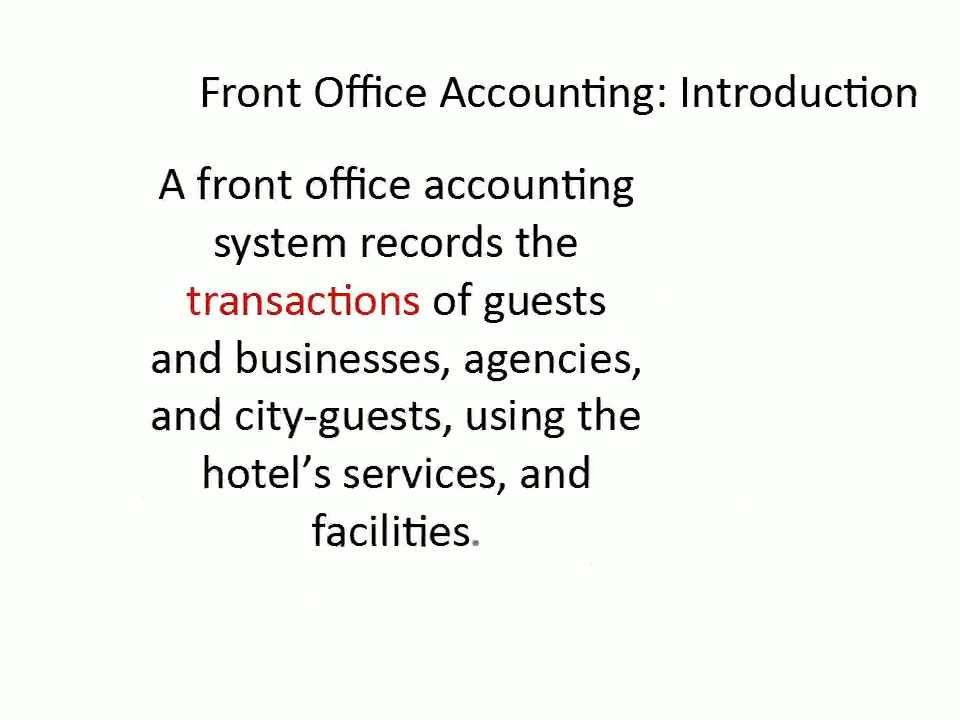 Front Office Accounting: Introduction
A front office accounting
system records the
transactions of guests
and businesses, agencies,
and city-guests, using the
hotel’s services, and
facilities.